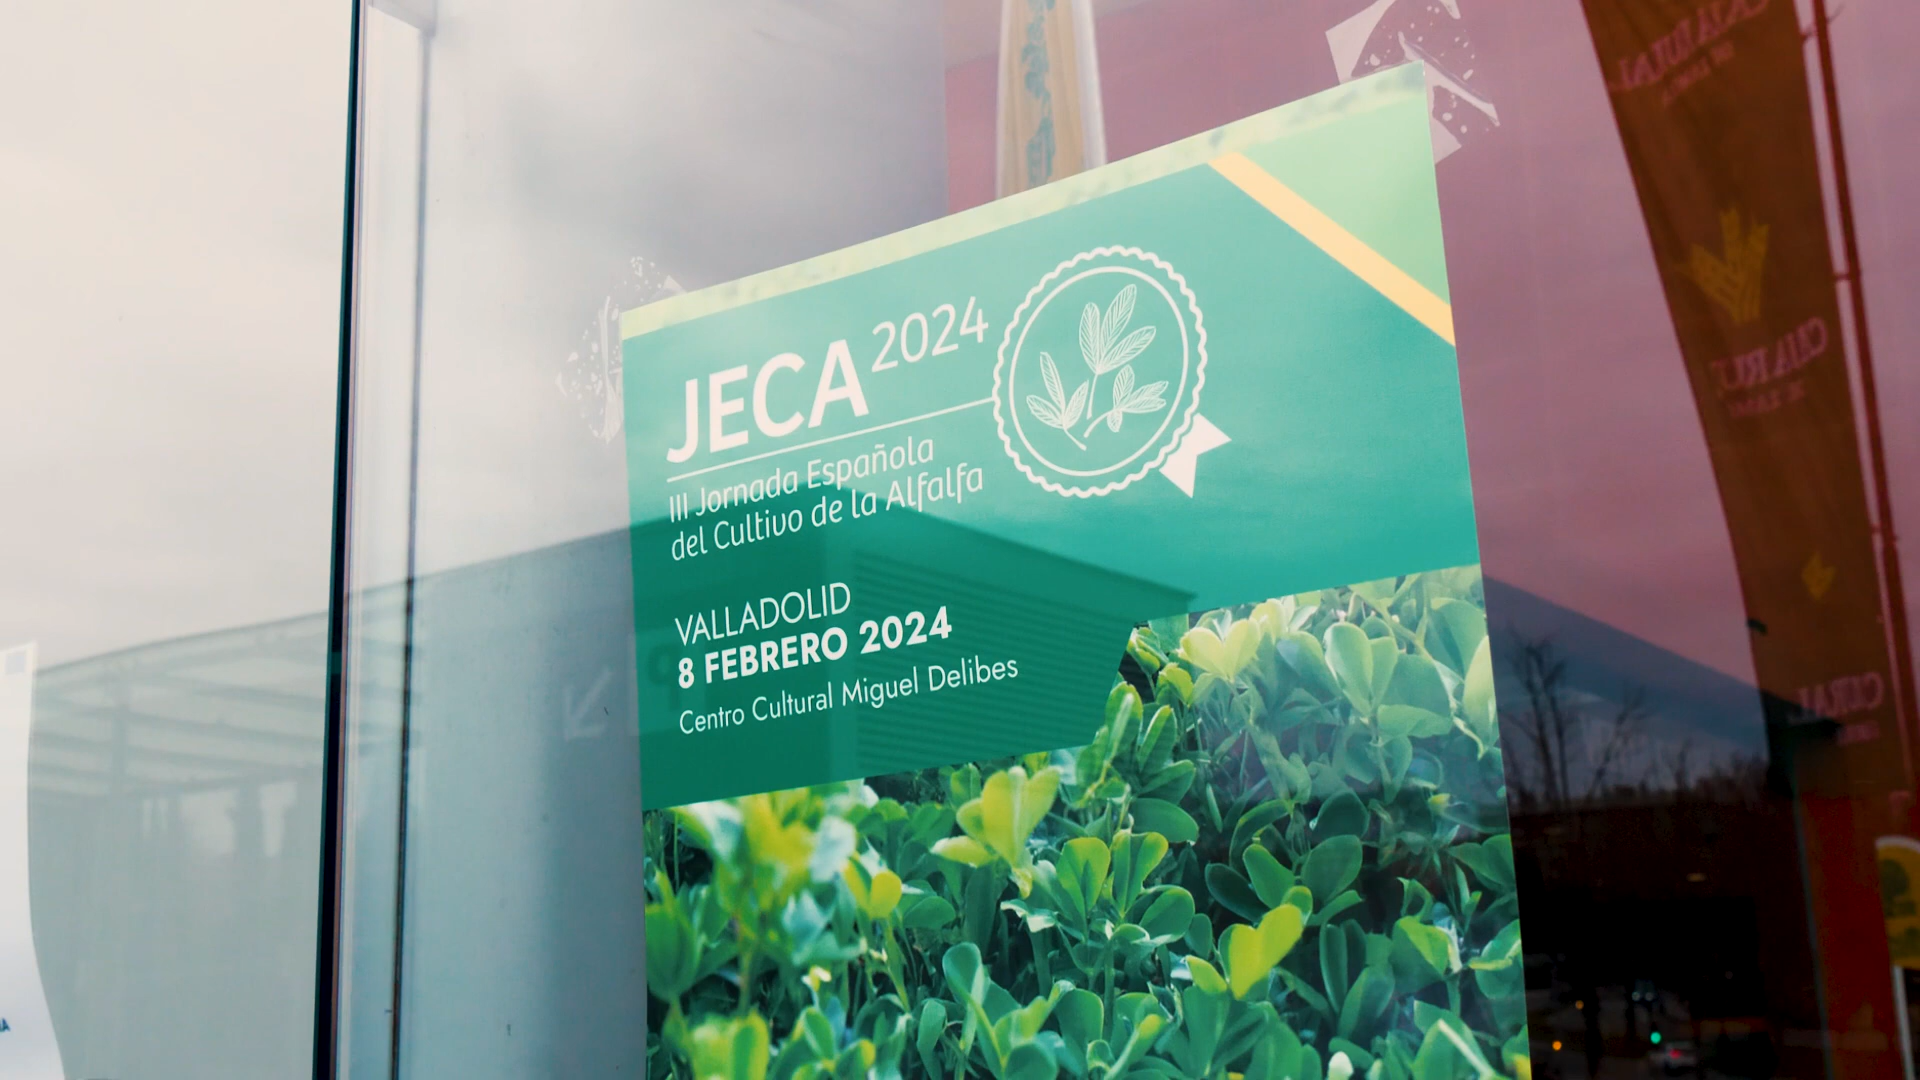 JECA 2024
III Jornada Española
del Cultivo de la Alfalfa
VALLADOLID
8 FEBRERO 2024
Centro Cultural Miguel Delibes